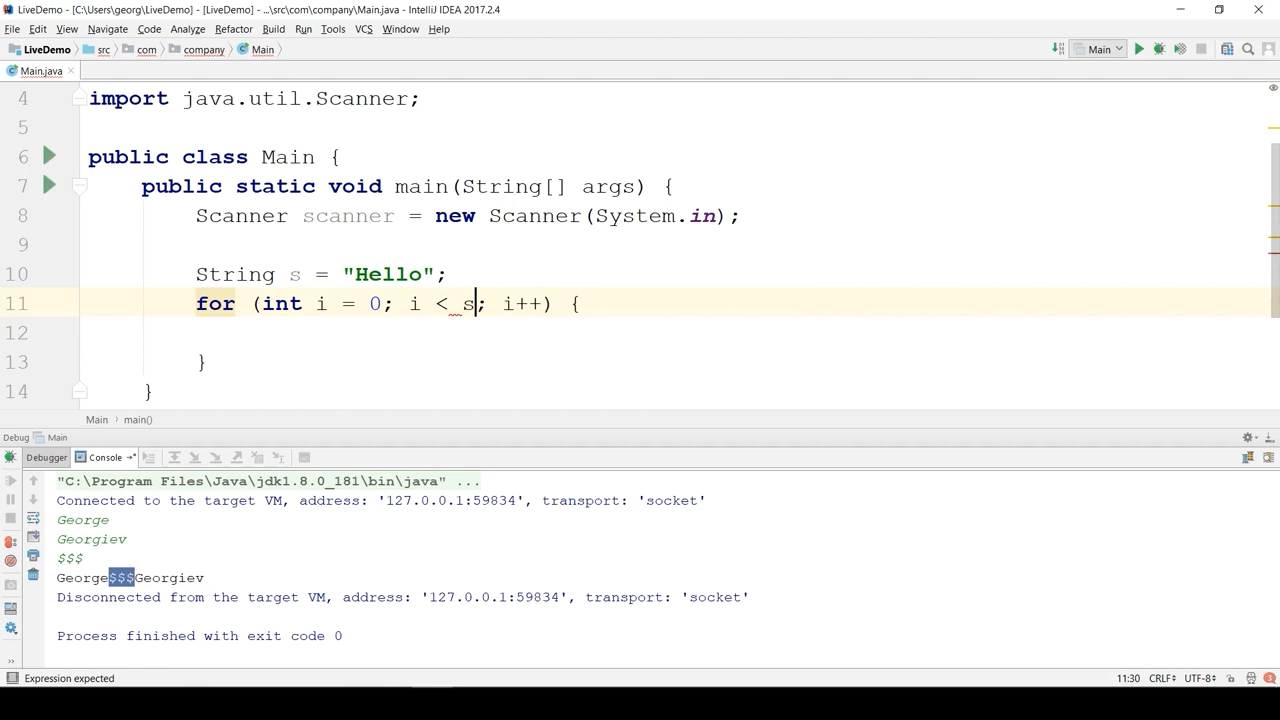 LiveDemo - [C:\Users\georg\LiveDemo] - [LiveDemo] - ...\src\com\company\Main.java - IntelliJ IDEA 2017.2.4
File Edit View Navigate Code Analyze Refactor Build Run Tools VCS Window Help
LiveDemo src com company Main Main
Main.java
4 import java.util.Scanner;
5
6 public class Main {
7 public static void main(String[] args) {
8 Scanner scanner = new Scanner(System.in);
9
10 String s = "Hello";
11 for (int i = 0; i < s; i++) {
12
13 }
14 }
Main main()
Debug Main
Debugger Console
"C:\Program Files\Java\jdk1.8.0_181\bin\java" ...
Connected to the target VM, address: '127.0.0.1:59834', transport: 'socket'
George
Georgiev
$$$
George$$$Georgiev
Disconnected from the target VM, address: '127.0.0.1:59834', transport: 'socket'
Process finished with exit code 0
Expression expected 11:30 CRLF UTF-8 3